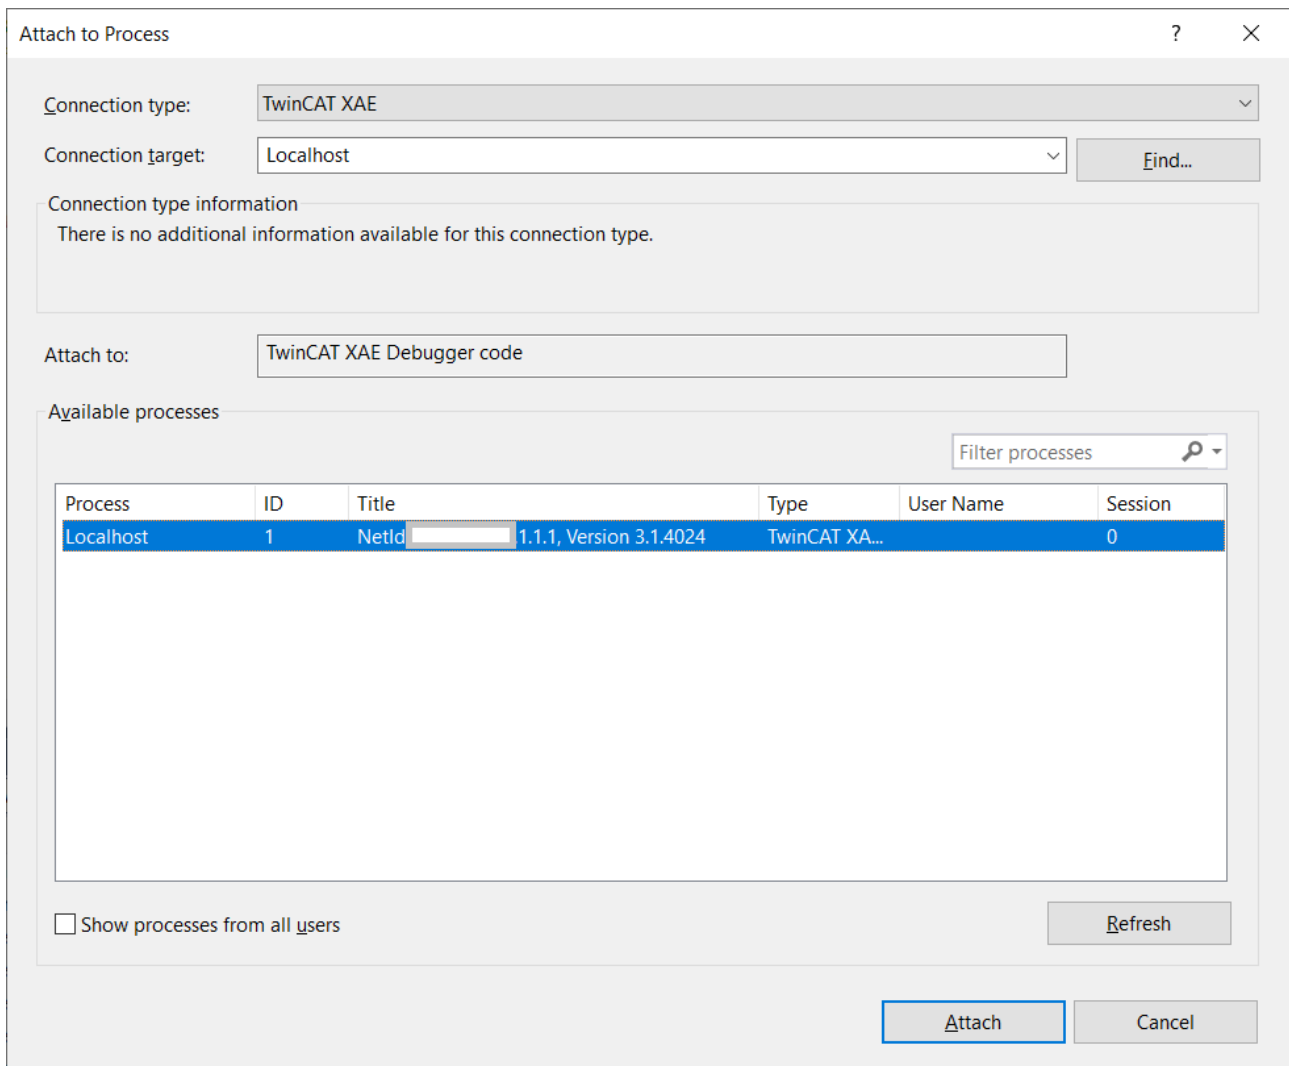 Attach to Process ?
Connection type: TwinCAT XAE
Connection target: Localhost Find...
Connection type information
There is no additional information available for this connection type.
Attach to: TwinCAT XAE Debugger code
Available processes
Filter processes
Process ID Title Type User Name Session
Localhost 1 NetId 1.1.1, Version 3.1.4024 TwinCAT XA... 0
Show processes from all users Refresh
Attach Cancel